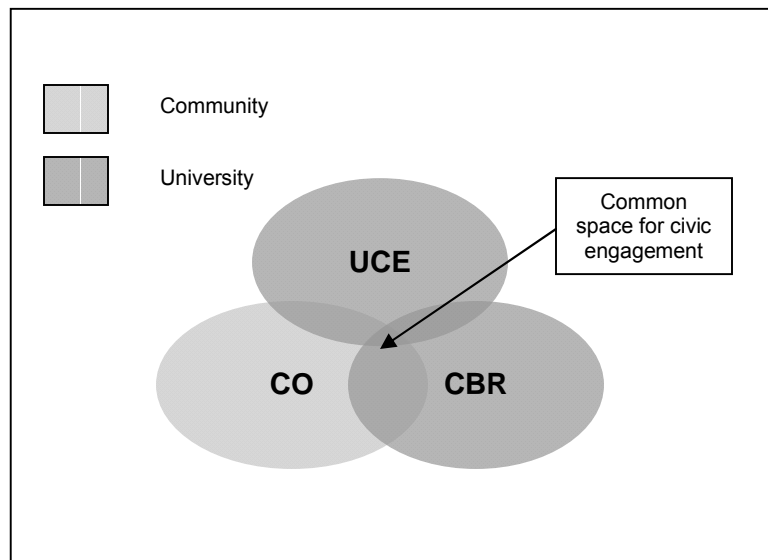 Community
University
Common
space for civic
engagement
UCE
CO
CBR